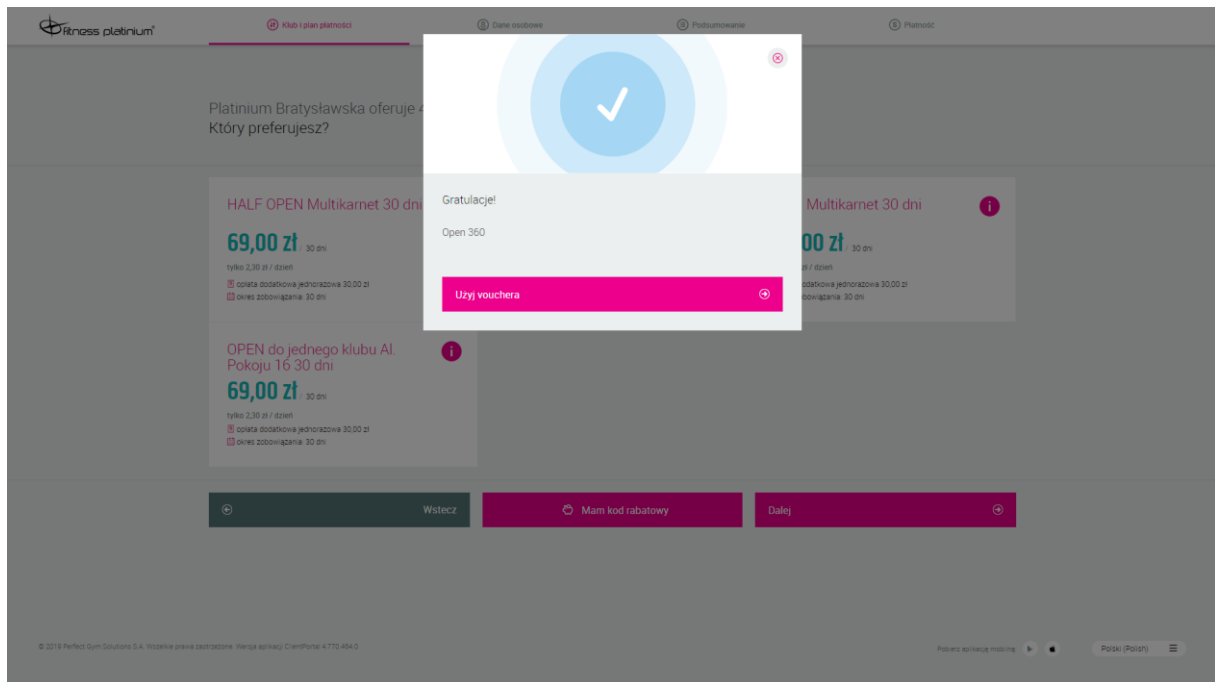 fitness platinium
Klub i plan płatności
Dane osobowe
Podsumowanie
Płatność
Platinium Bratysławska oferuje
Który preferujesz?
HALF OPEN Multikarnet 30 dni
69,00 zł / 30 dni
tylko 2,30 zł / dzień
opłata dodatkowa jednorazowa 30,00 zł
okres zobowiązania: 30 dni
Gratulacje!
Open 360
Użyj vouchera
Multikarnet 30 dni
00 zł / 30 dni
zł / dzień
jednorazowa 30,00 zł
30 dni
OPEN do jednego klubu Al.
Pokoju 16 30 dni
69,00 zł / 30 dni
tylko 2,30 zł / dzień
opłata dodatkowa jednorazowa 30,00 zł
okres zobowiązania: 30 dni
Wstecz
Mam kod rabatowy
Dalej
© 2019 Perfect Gym Solutions S.A. Wszelkie prawa zastrzeżone. Wersja aplikacji ClientPortal 4.770.464.0
Pobierz aplikację mobilną
Polski (Polish)